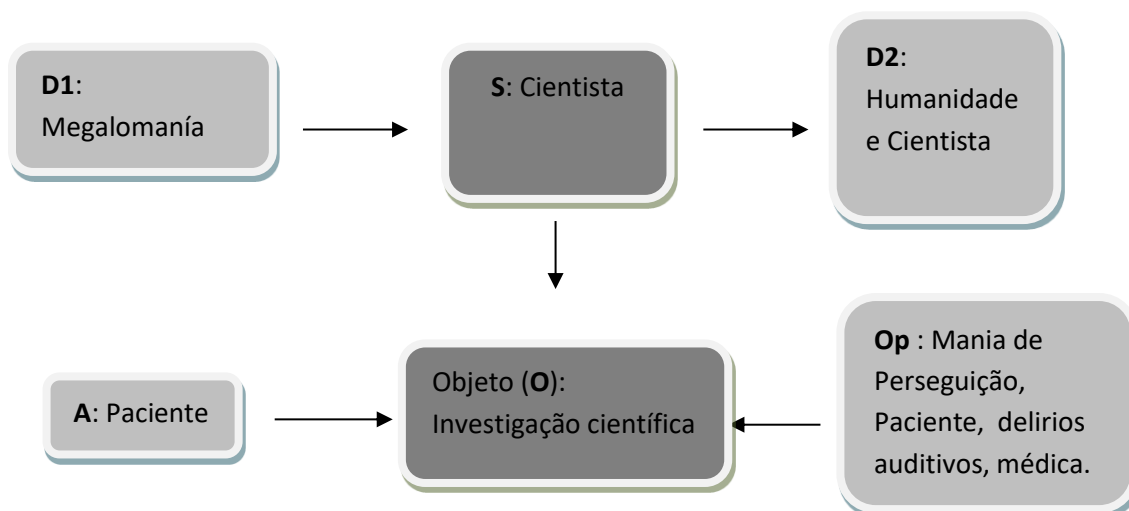 D1:
Megalomanía
S: Cientista
D2:
Humanidade
e Cientista
A: Paciente
Objeto (O):
Investigação científica
Op : Mania de
Perseguição,
Paciente, delirios
auditivos, médica.